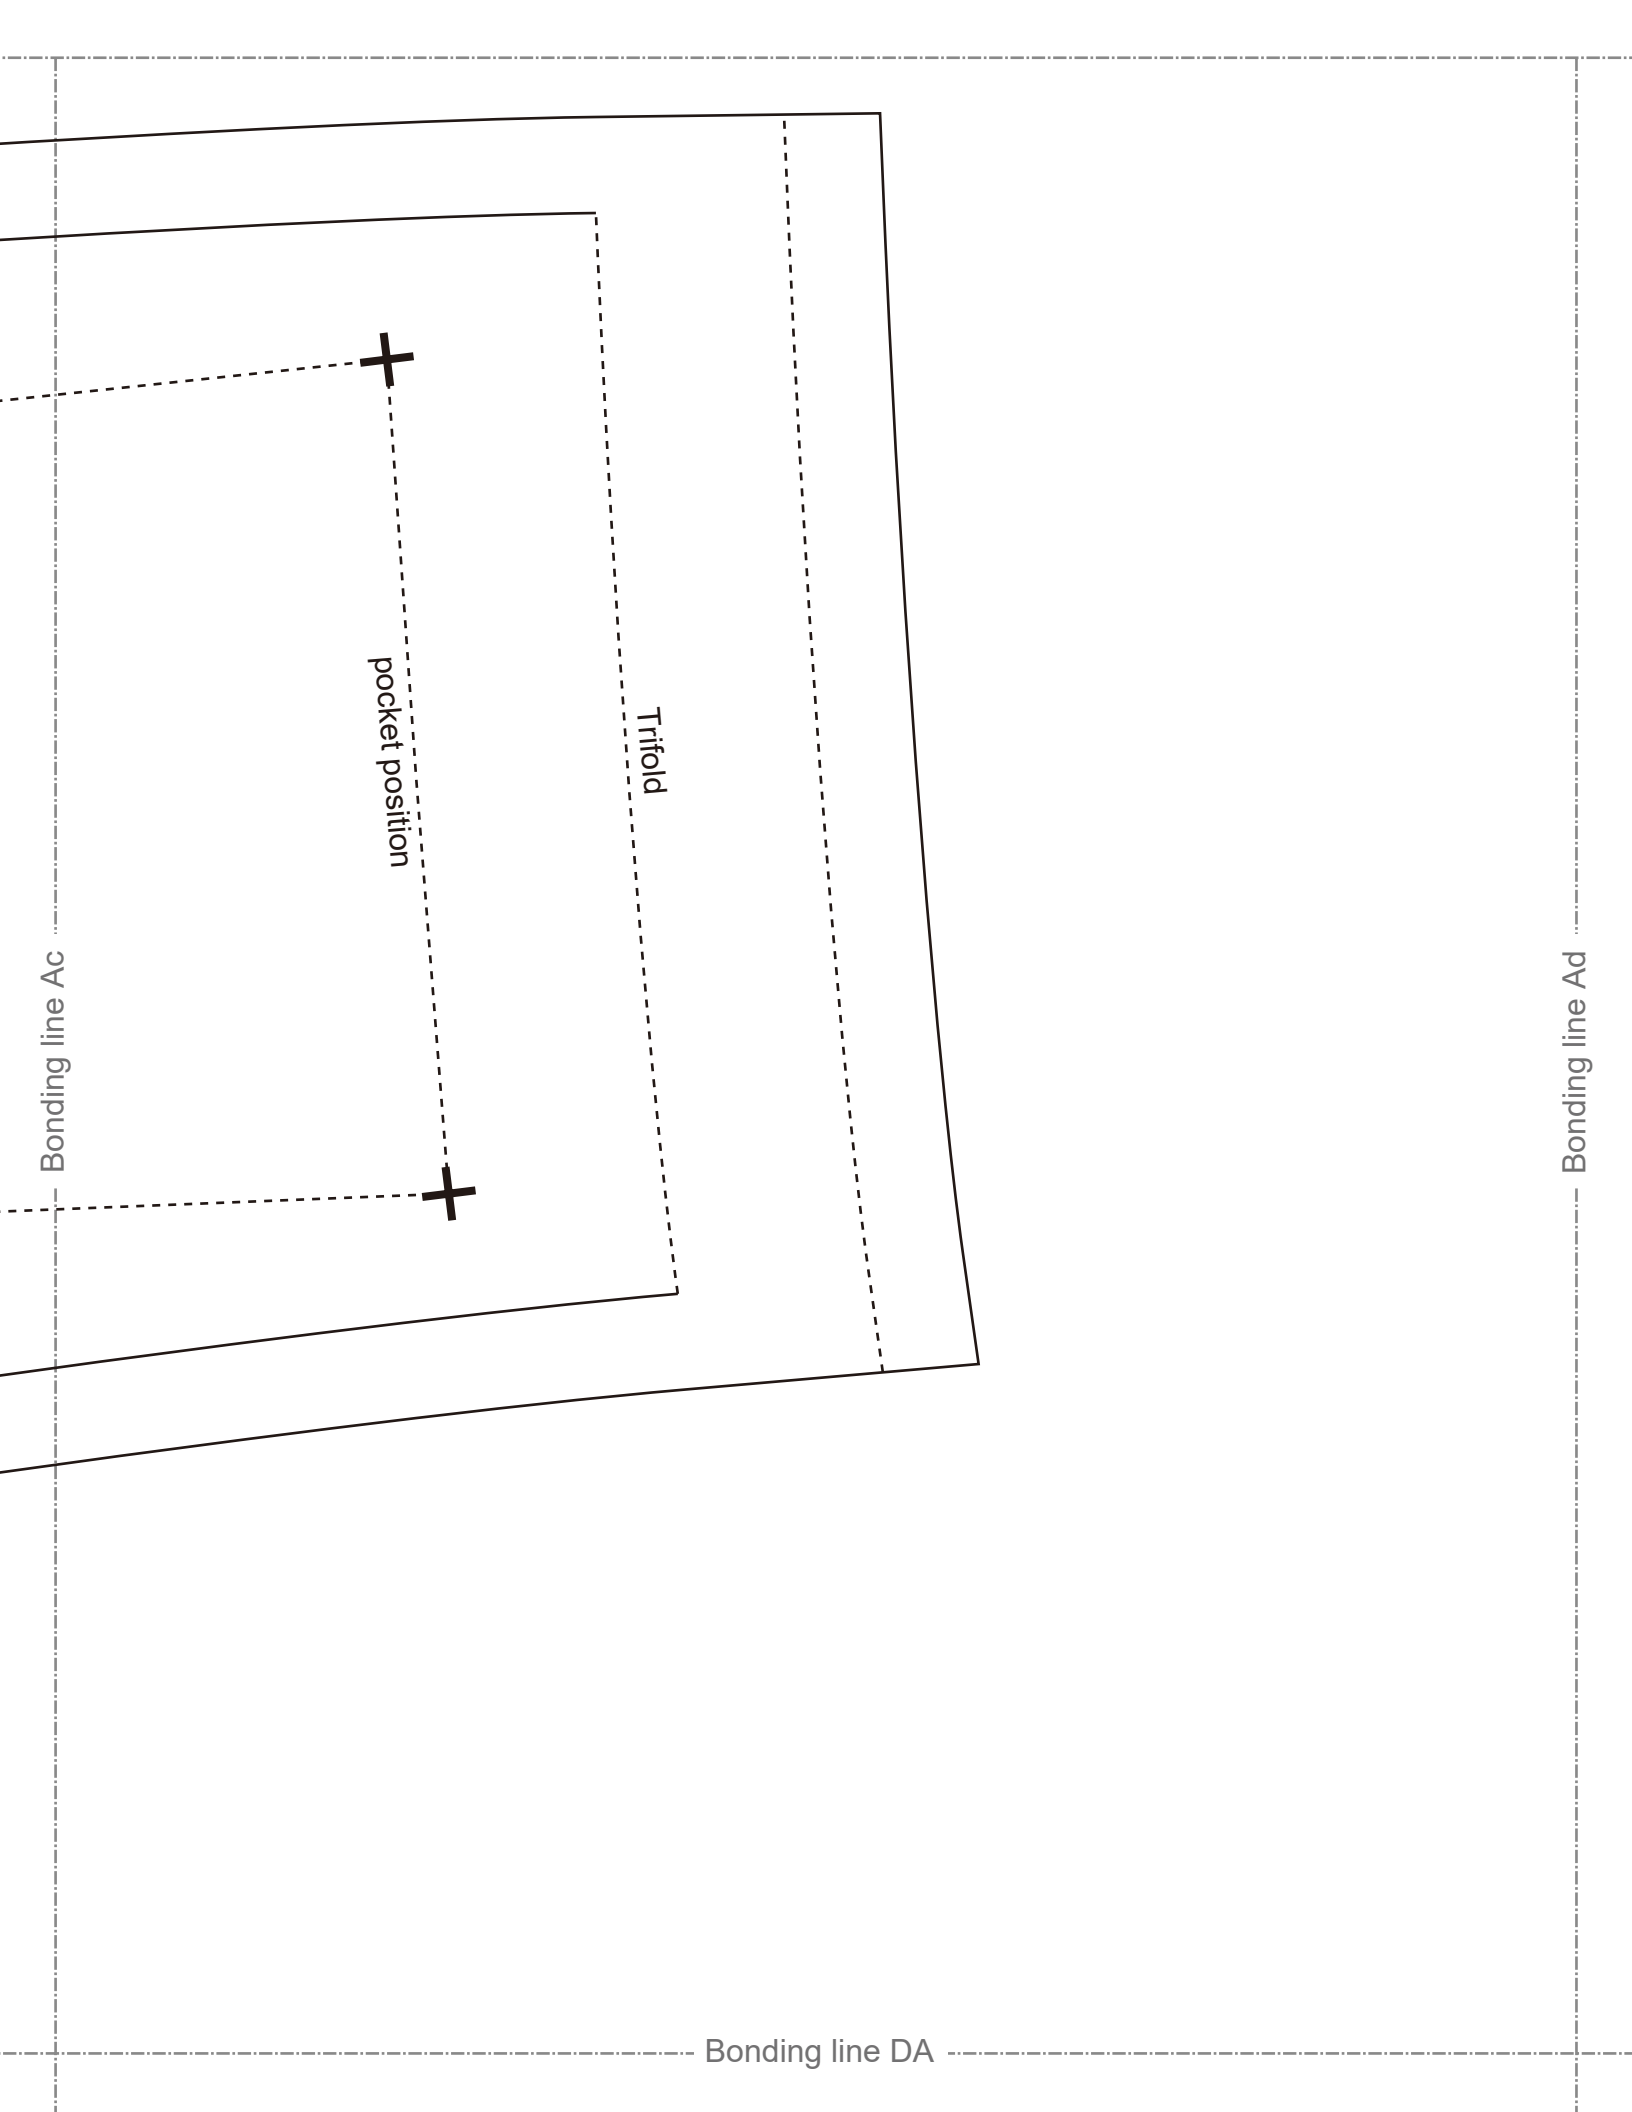 pocket position
Trifold
Bonding line Ac
Bonding line Ad
Bonding line DA